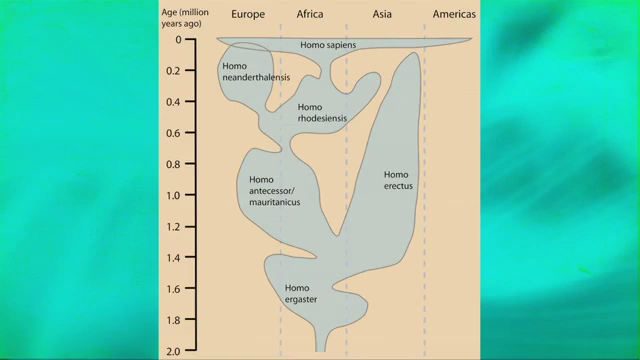 Age (million
years ago)
Europe
Africa
Asia
Americas
0
0.2
0.4
0.6
0.8
1.0
1.2
1.4
1.6
1.8
2.0
Homo sapiens
Homo
neanderthalensis
Homo
rhodesiensis
Homo
antecessor/
mauritanicus
Homo
erectus
Homo
ergaster